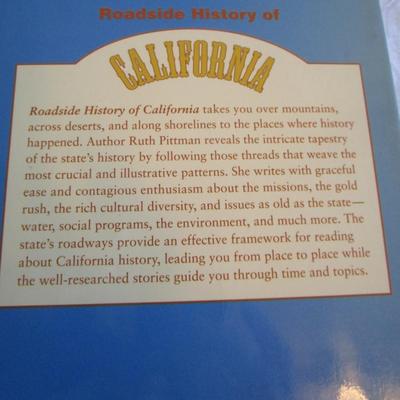 Roadside History of
CALIFORNIA
Roadside History of California takes you over mountains,
across deserts, and along shorelines to the places where history
happened. Author Ruth Pittman reveals the intricate tapestry
of the state's history by following those threads that weave the
most crucial and illustrative patterns. She writes with graceful
ease and contagious enthusiasm about the missions, the gold
rush, the rich cultural diversity, and issues as old as the state—
water, social programs, the environment, and much more. The
state's roadways provide an effective framework for reading
about California history, leading you from place to place while
the well-researched stories guide you through time and topics.